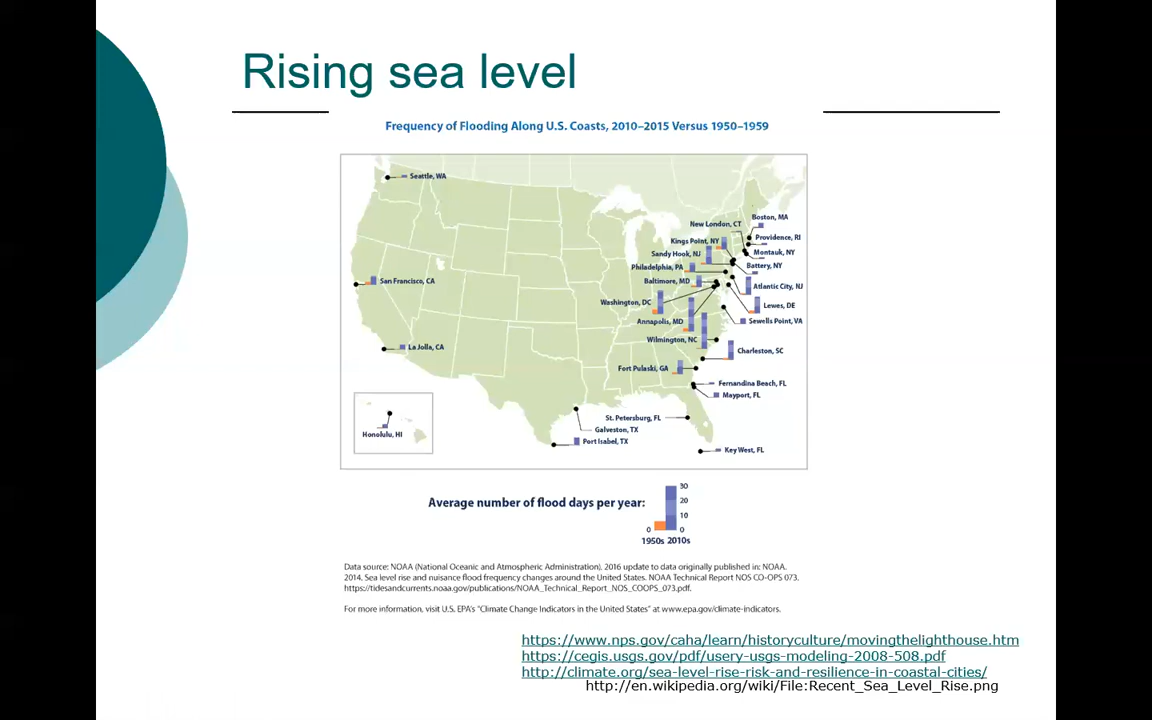 Rising sea level
Frequency of Flooding Along U.S. Coasts, 2010–2015 Versus 1950–1959
Seattle, WA
Boston, MA
New London, CT
Providence, RI
Kings Point, NY
Montauk, NY
Sandy Hook, NJ
Philadelphia, PA
Battery, NY
San Francisco, CA
Baltimore, MD
Atlantic City, NJ
Washington, DC
Lewes, DE
Annapolis, MD
Sewells Point, VA
Wilmington, NC
La Jolla, CA
Charleston, SC
Fort Pulaski, GA
Fernandina Beach, FL
Mayport, FL
St. Petersburg, FL
Galveston, TX
Honolulu, HI
Port Isabel, TX
Key West, FL
Average number of flood days per year:
30
20
10
0 0
1950s 2010s
Data source: NOAA (National Oceanic and Atmospheric Administration). 2016 update to data originally published in: NOAA.
2014. Sea level rise and nuisance flood frequency changes around the United States. NOAA Technical Report NOS CO-OPS 073.
https://tidesandcurrents.noaa.gov/publications/NOAA_Technical_Report_NOS_COOPS_073.pdf.
For more information, visit U.S. EPA's "Climate Change Indicators in the United States" at www.epa.gov/climate-indicators.
https://www.nps.gov/caha/learn/historyculture/movingthelighthouse.htm
https://cegis.usgs.gov/pdf/usery-usgs-modeling-2008-508.pdf
http://climate.org/sea-level-rise-risk-and-resilience-in-coastal-cities/
http://en.wikipedia.org/wiki/File:Recent_Sea_Level_Rise.png